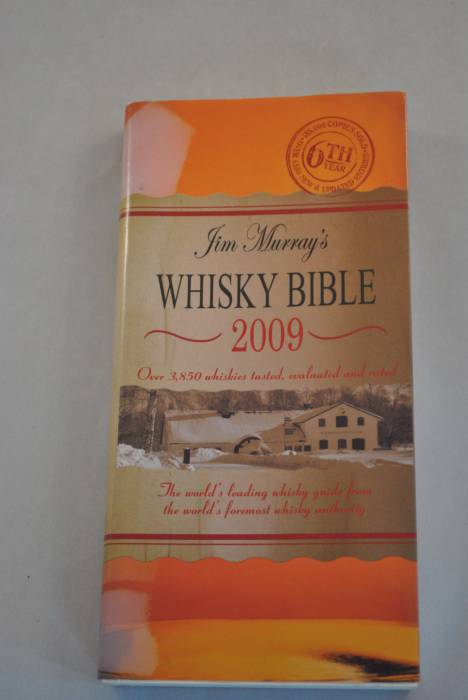 6TH
YEAR
Jim Murray's
WHISKY BIBLE
2009
Over 3,850 whiskies tasted, evaluated and rated
The world's leading whisky guide from
the world's foremost whisky authority